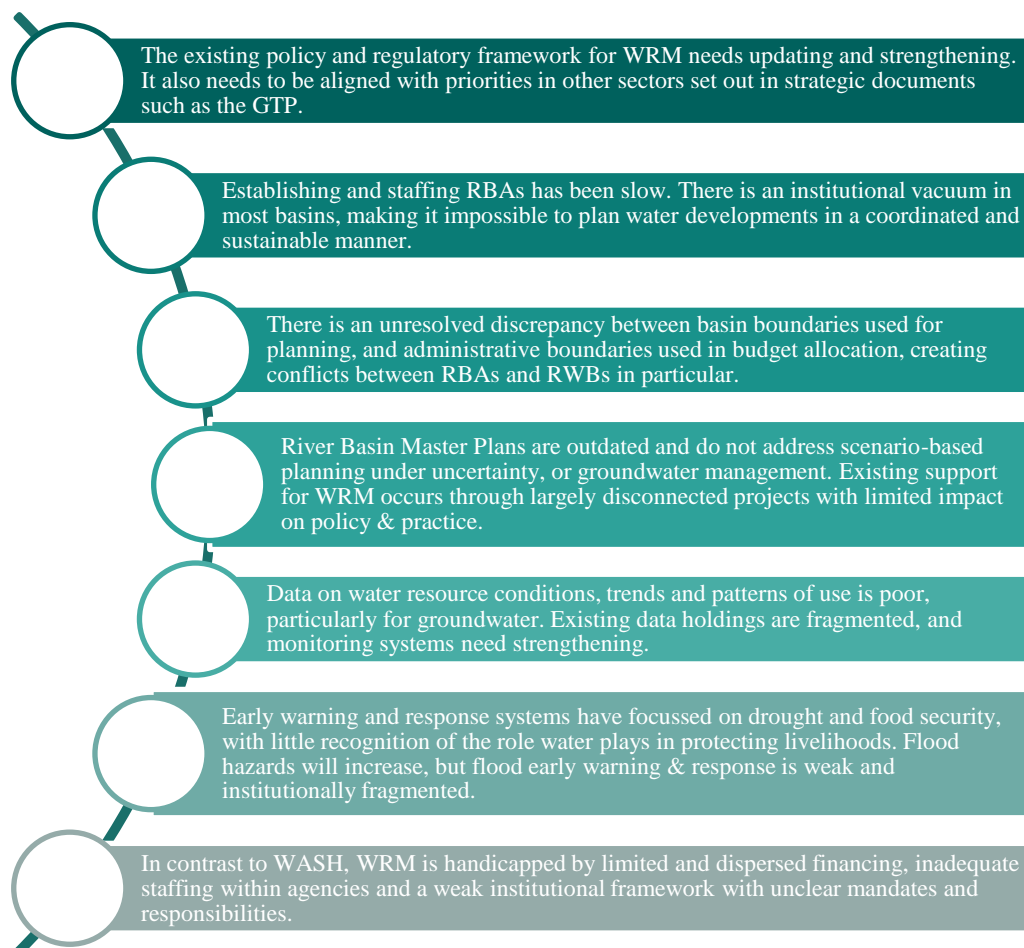 The existing policy and regulatory framework for WRM needs updating and strengthening.
It also needs to be aligned with priorities in other sectors set out in strategic documents
such as the GTP.
Establishing and staffing RBAs has been slow. There is an institutional vacuum in
most basins, making it impossible to plan water developments in a coordinated and
sustainable manner.
There is an unresolved discrepancy between basin boundaries used for
planning, and administrative boundaries used in budget allocation, creating
conflicts between RBAs and RWBs in particular.
River Basin Master Plans are outdated and do not address scenario-based
planning under uncertainty, or groundwater management. Existing support
for WRM occurs through largely disconnected projects with limited impact
on policy & practice.
Data on water resource conditions, trends and patterns of use is poor,
particularly for groundwater. Existing data holdings are fragmented, and
monitoring systems need strengthening.
Early warning and response systems have focussed on drought and food security,
with little recognition of the role water plays in protecting livelihoods. Flood
hazards will increase, but flood early warning & response is weak and
institutionally fragmented.
In contrast to WASH, WRM is handicapped by limited and dispersed financing, inadequate
staffing within agencies and a weak institutional framework with unclear mandates and
responsibilities.